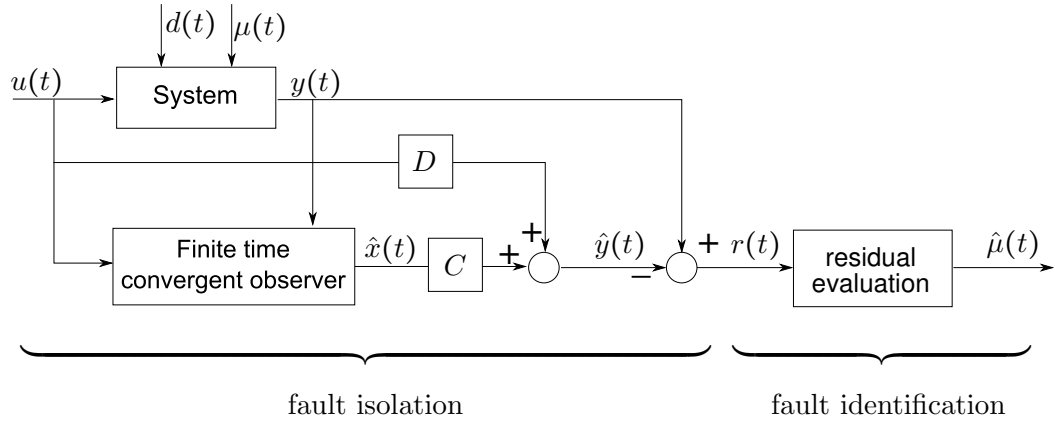 d(t) μ(t)
u(t)
System
y(t)
D
Finite time
convergent observer
x̂(t)
C
+
+
ŷ(t)
−
+
r(t)
residual
evaluation
μ̂(t)
fault isolation
fault identification